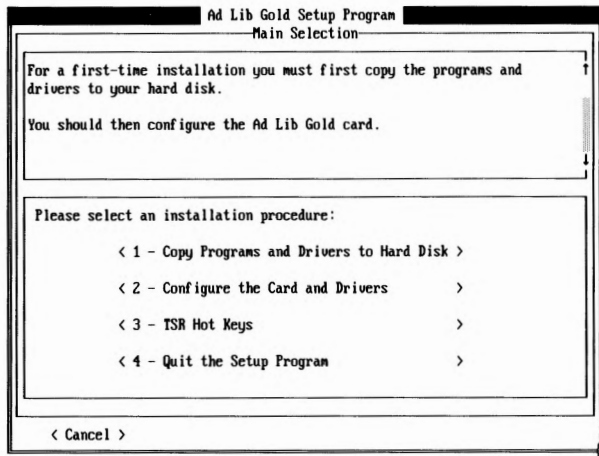 Ad Lib Gold Setup Program
Main Selection
For a first-time installation you must first copy the programs and
drivers to your hard disk.
You should then configure the Ad Lib Gold card.
Please select an installation procedure:
< 1 - Copy Programs and Drivers to Hard Disk >
< 2 - Configure the Card and Drivers >
< 3 - TSR Hot Keys >
< 4 - Quit the Setup Program >
< Cancel >